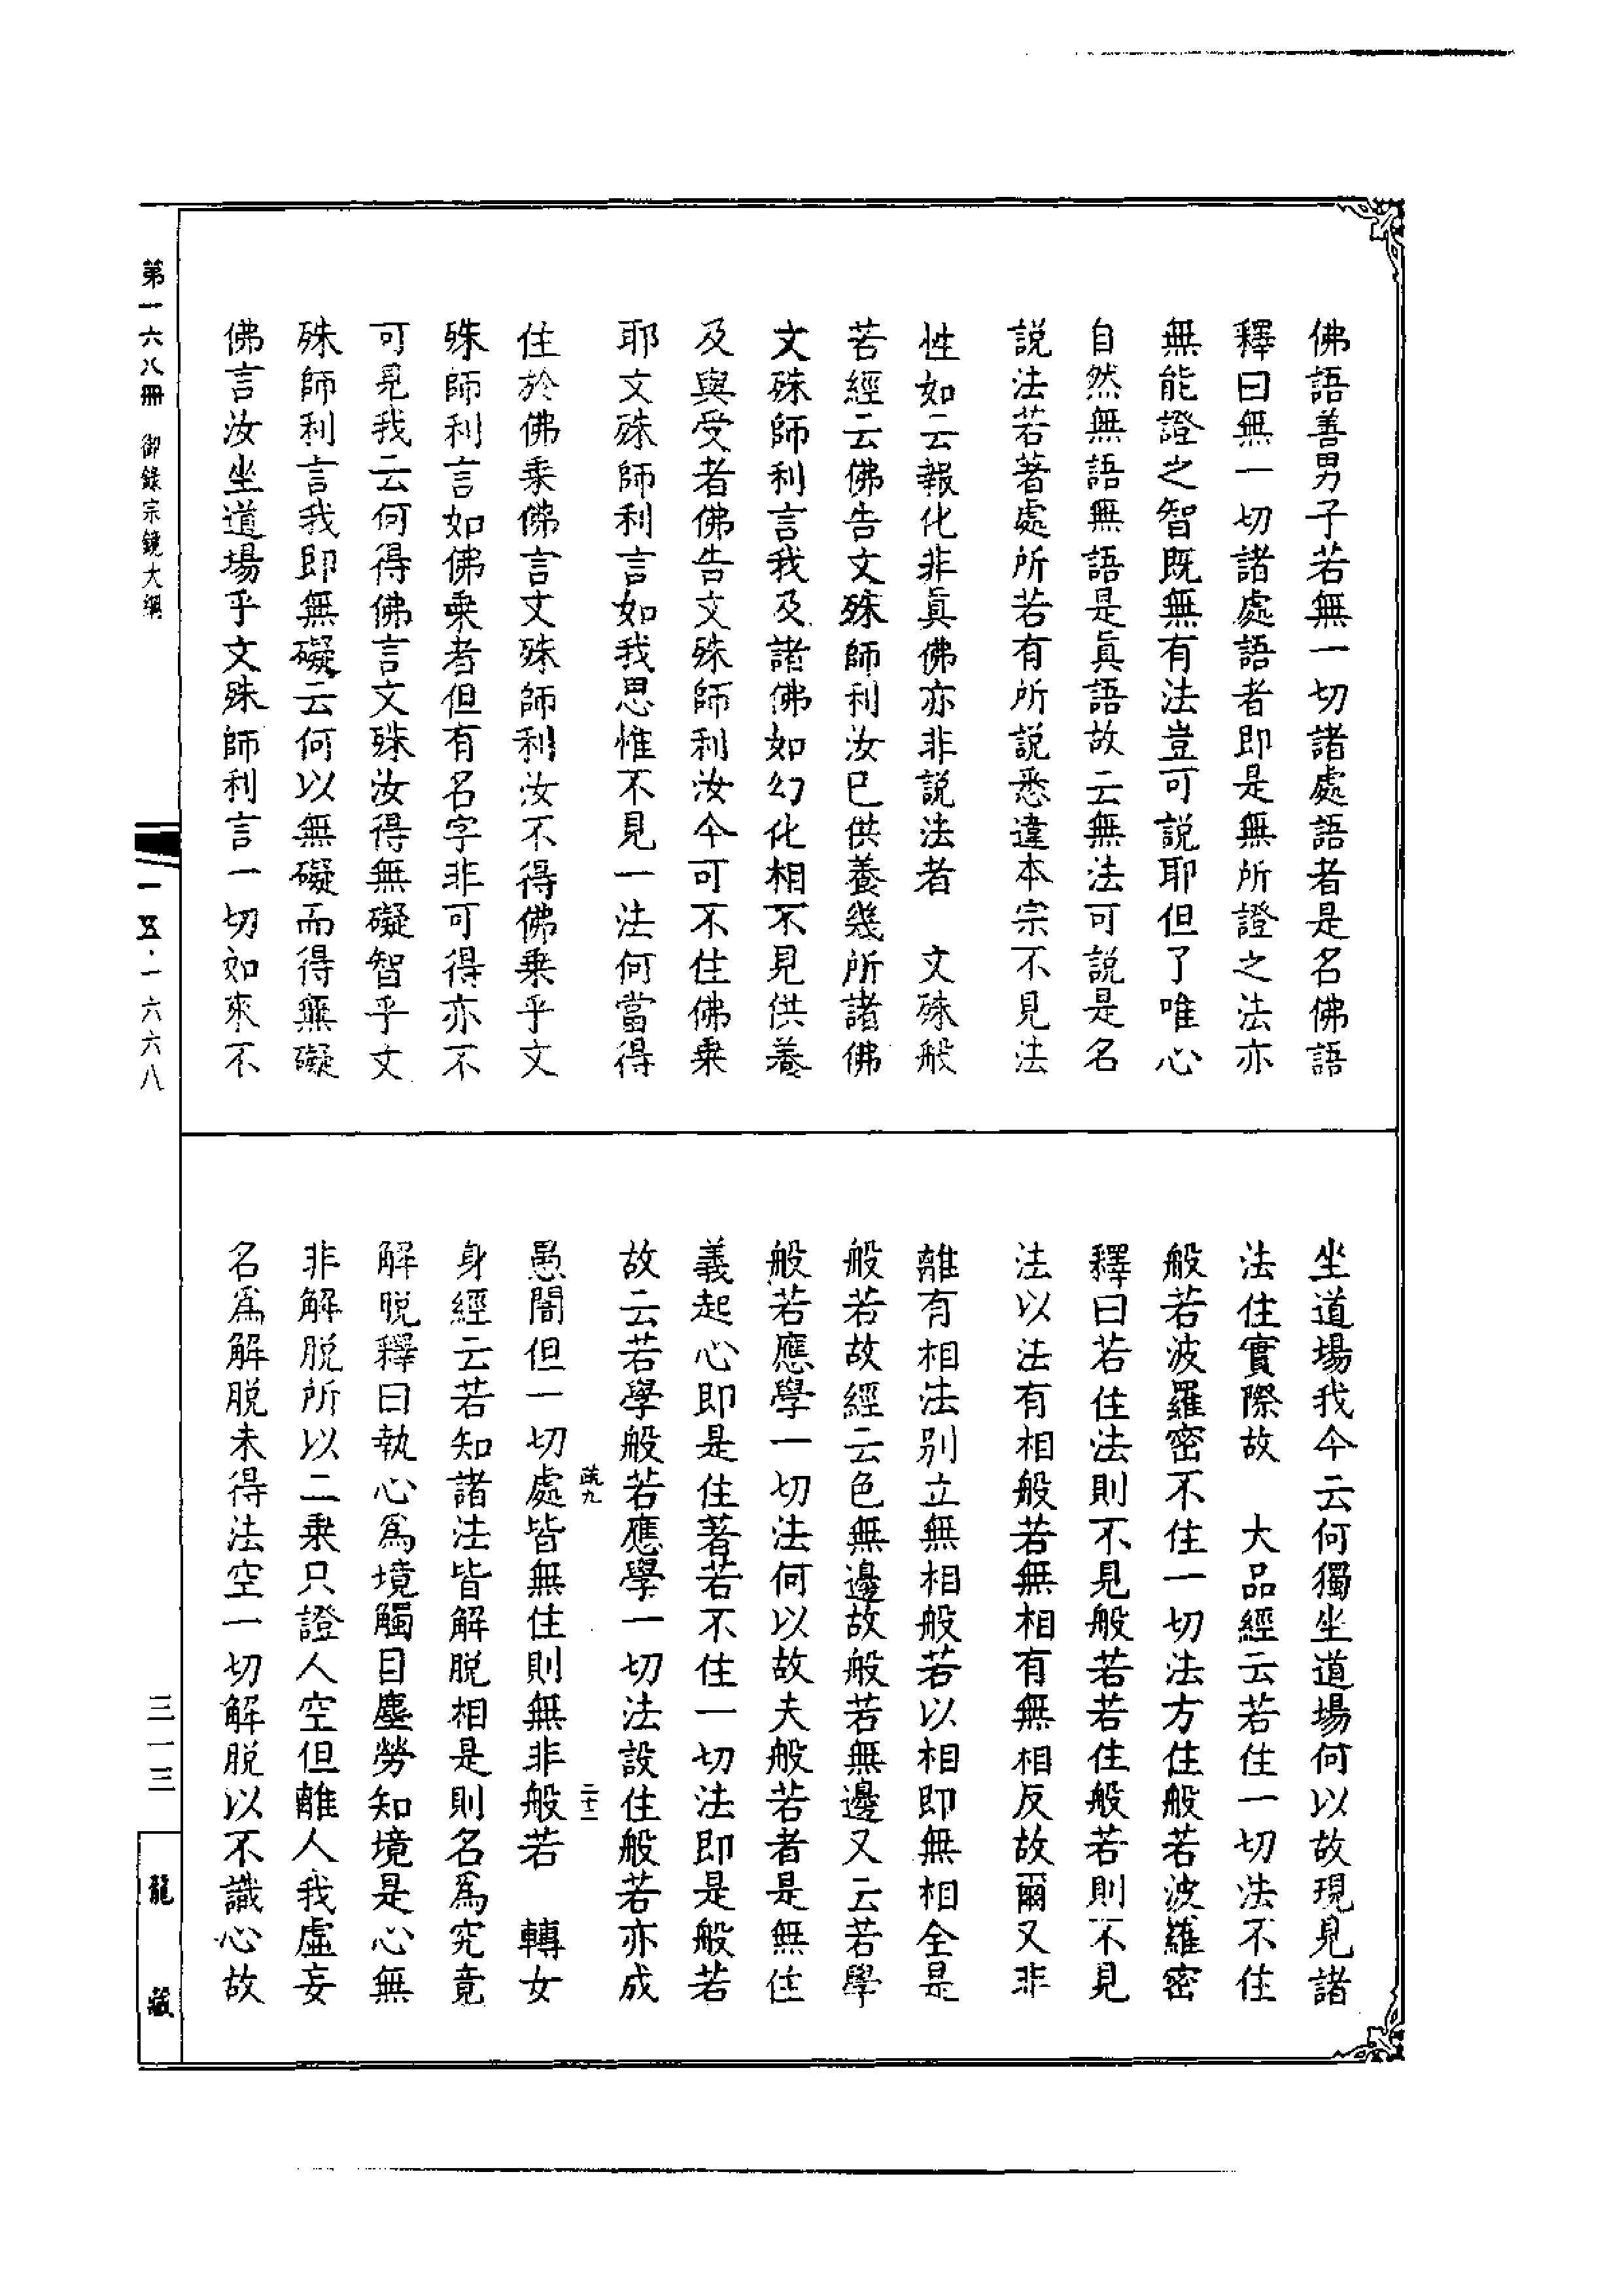 佛語善男子若無一切諸處語者是名佛語
釋曰無一切諸處語者即是無所證之法亦
無能證之智既無有法豈可説耶但了唯心
自然無語無語是眞語故云無法可説是名
説法若著處所若有所説悉違本宗不見法
性如云報化非眞佛亦非説法者　文殊般
若經云佛告文殊師利汝已供養幾所諸佛
文殊師利言我及諸佛如幻化相不見供養
及與受者佛告文殊師利汝今可不住佛乗
耶文殊師利言如我思惟不見一法何當得
住於佛乗佛言文殊師利汝不得佛乗乎文
殊師利言如佛乗者但有名字非可得亦不
可見我云何得佛言文殊汝得無礙智乎文
殊師利言我即無礙云何以無礙而得無礙
佛言汝坐道場乎文殊師利言一切如來不
坐道場我今云何獨坐道場何以故現見諸
法住實際故　大品經云若住一切法不住
般若波羅密不住一切法方住般若波羅密
釋曰若住法則不見般若若住般若則不見
法以法有相般若無相有無相反故爾又非
離有相法别立無相般若以相即無相全是
般若故經云色無邊故般若無邊又云若學
般若應學一切法何以故夫般若者是無住
義起心即是住著若不住一切法即是般若
故云若學般若應學一切法設住般若亦成
疏九
二十二
愚闇但一切處皆無住則無非般若　轉女
身經云若知諸法皆解脱相是則名爲究竟
解脱釋曰執心爲境觸目塵勞知境是心無
非解脱所以二乗只證人空但離人我虚妄
名爲解脱未得法空一切解脱以不識心故
第一六八冊　御錄宗鏡大綱
一五·一六六八
三一三
龍藏